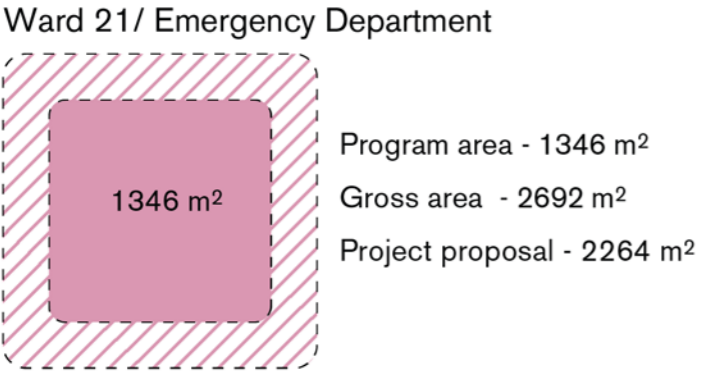 Ward 21/ Emergency Department
1346 m²
Program area - 1346 m²
Gross area - 2692 m²
Project proposal - 2264 m²